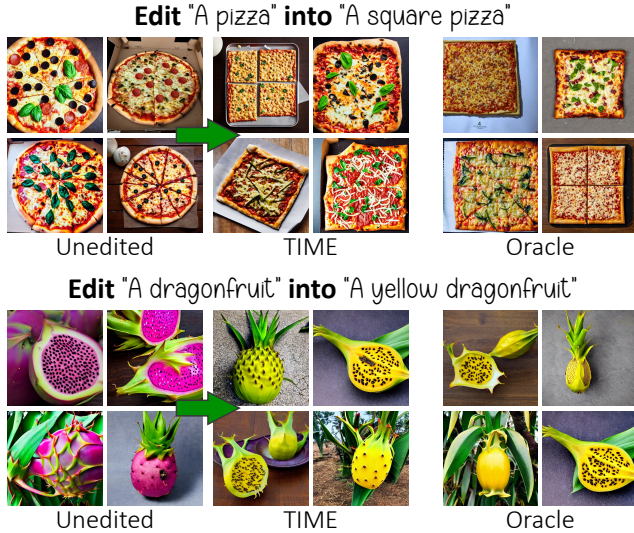 Edit "A pizza" into "A square pizza"
Unedited TIME Oracle
Edit "A dragonfruit" into "A yellow dragonfruit"
Unedited TIME Oracle